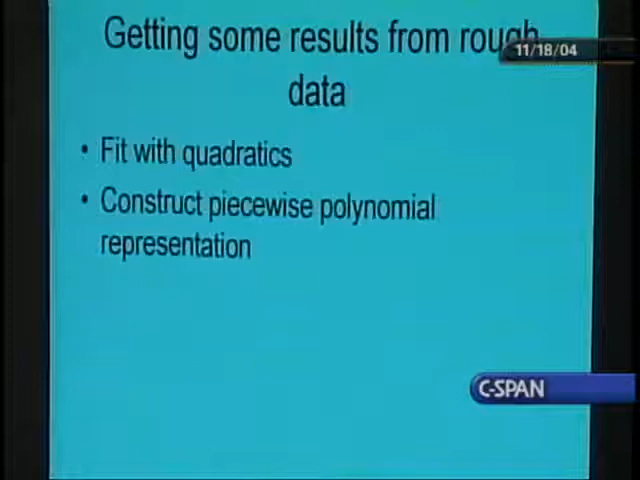 Getting some results from rough
11/18/04
data
• Fit with quadratics
• Construct piecewise polynomial
representation
C-SPAN